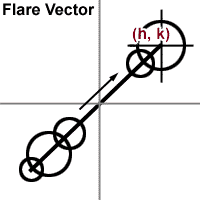 Flare Vector
(h, k)